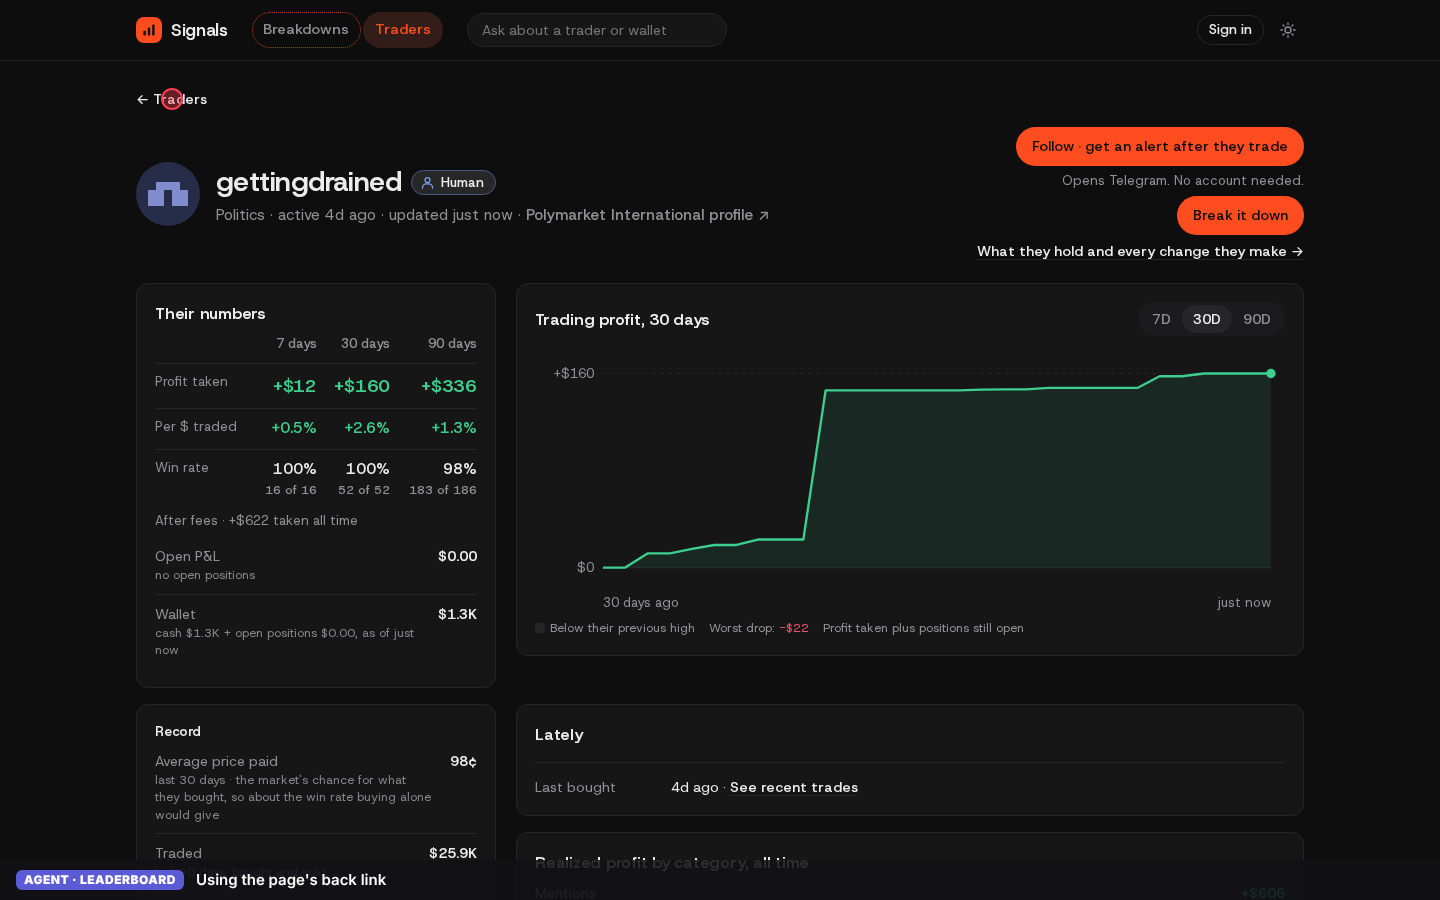 Signals
Breakdowns
Traders
Ask about a trader or wallet
Sign in
← Traders
gettingdrained
Human
Politics · active 4d ago · updated just now · Polymarket International profile ↗
Follow · get an alert after they trade
Opens Telegram. No account needed.
Break it down
What they hold and every change they make →
Their numbers
7 days 30 days 90 days
Profit taken +$12 +$160 +$336
Per $ traded +0.5% +2.6% +1.3%
Win rate 100% 100% 98%
16 of 16 52 of 52 183 of 186
After fees · +$622 taken all time
Open P&L $0.00
no open positions
Wallet $1.3K
cash $1.3K + open positions $0.00, as of just
now
Trading profit, 30 days
7D 30D 90D
+$160
$0
30 days ago just now
Below their previous high Worst drop: -$22 Profit taken plus positions still open
Record
Average price paid 98¢
last 30 days · the market's chance for what
they bought, so about the win rate buying alone
would give
Traded $25.9K
Lately
Last bought 4d ago · See recent trades
Realized profit by category, all time
Mentions +$606
AGENT · LEADERBOARD Using the page's back link